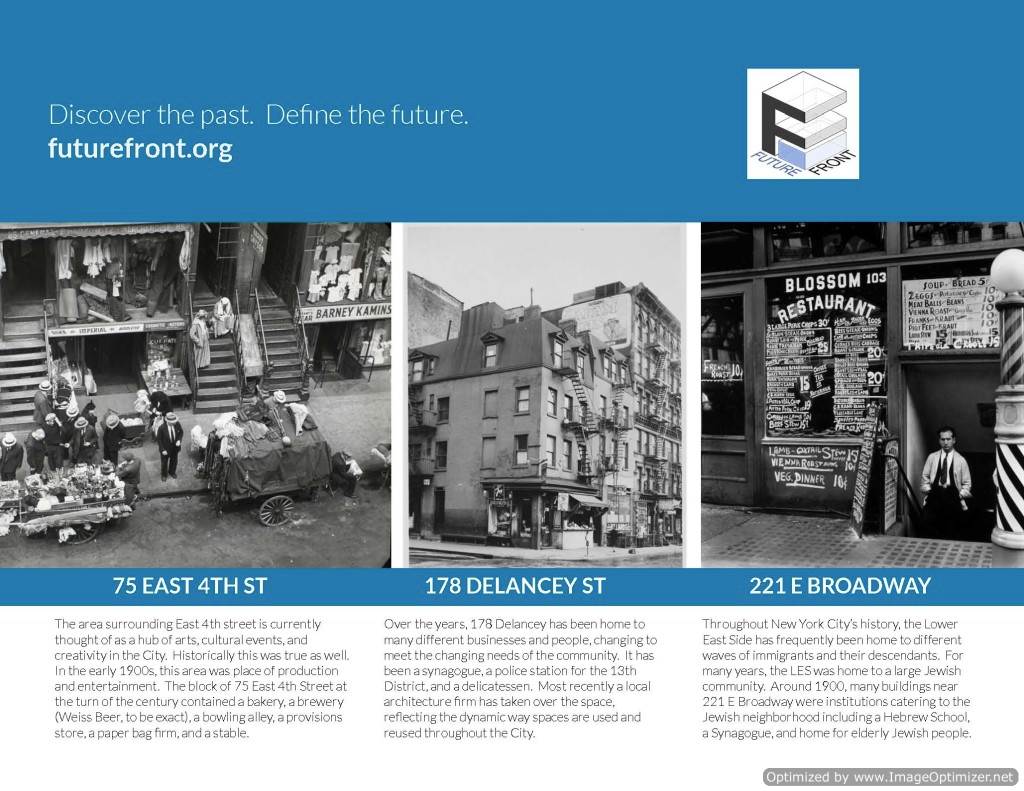 Discover the past.  Define the future.
futurefront.org
FUTURE FRONT
IMPERIAL
BARNEY KAMINS
BLOSSOM 103
RESTAURANT
SOUP - BREAD 5
2 EGGS
MEAT BALLS - BEANS
VIENNA ROAST
FRANKS - KRAUT
PIGS FEET - KRAUT
3 LARGE PORK CHOPS 30¢
LAMB - OXTAIL STEW 15
VIENNA ROAST
VEG. DINNER 10¢
75 EAST 4TH ST
178 DELANCEY ST
221 E BROADWAY
The area surrounding East 4th street is currently
thought of as a hub of arts, cultural events, and
creativity in the City.  Historically this was true as well.
In the early 1900s, this area was place of production
and entertainment.  The block of 75 East 4th Street at
the turn of the century contained a bakery, a brewery
(Weiss Beer, to be exact), a bowling alley, a provisions
store, a paper bag firm, and a stable.
Over the years, 178 Delancey has been home to
many different businesses and people, changing to
meet the changing needs of the community.  It has
been a synagogue, a police station for the 13th
District, and a delicatessen.  Most recently a local
architecture firm has taken over the space,
reflecting the dynamic way spaces are used and
reused throughout the City.
Throughout New York City's history, the Lower
East Side has frequently been home to different
waves of immigrants and their descendants.  For
many years, the LES was home to a large Jewish
community.  Around 1900, many buildings near
221 E Broadway were institutions catering to the
Jewish neighborhood including a Hebrew School,
a Synagogue, and home for elderly Jewish people.
Optimized by www.ImageOptimizer.net